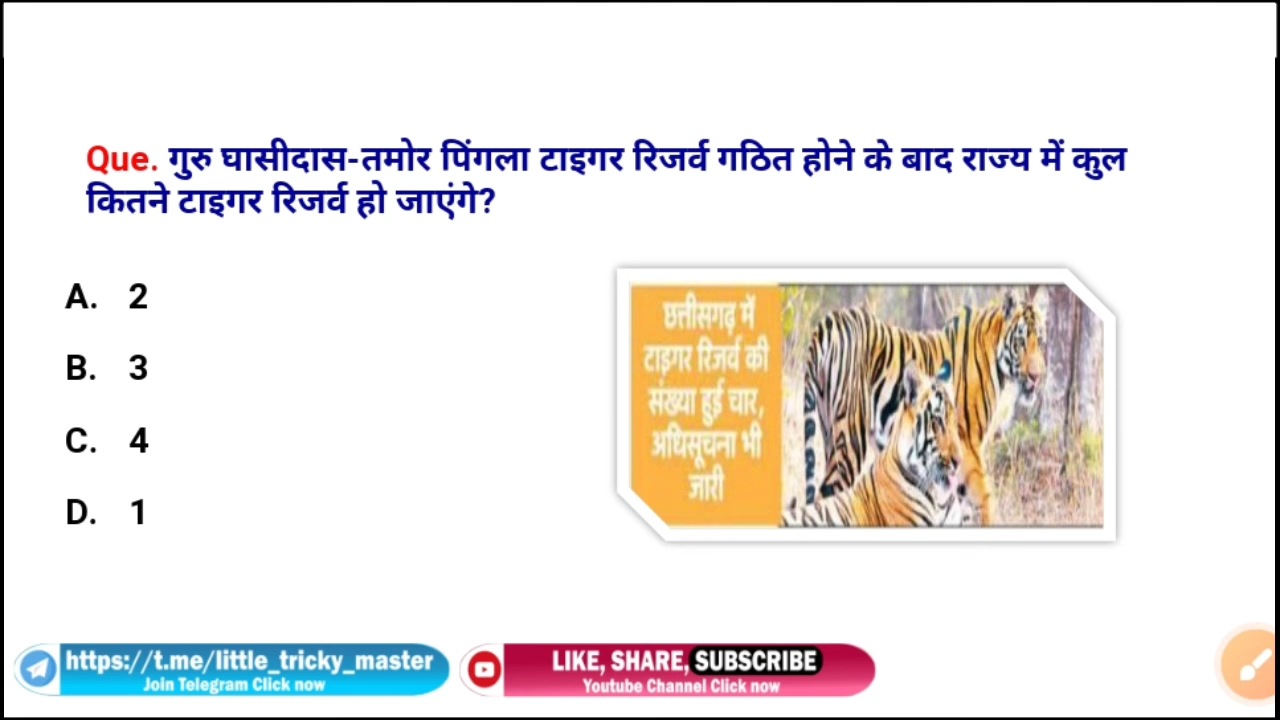 Que. गुरु घासीदास-तमोर पिंगला टाइगर रिजर्व गठित होने के बाद राज्य में कुल
कितने टाइगर रिजर्व हो जाएंगे?
A. 2
B. 3
C. 4
D. 1
छत्तीसगढ़ में
टाइगर रिजर्व की
संख्या हुई चार,
अधिसूचना भी
जारी
https://t.me/little_tricky_master
Join Telegram Click now
LIKE, SHARE, SUBSCRIBE
Youtube Channel Click now